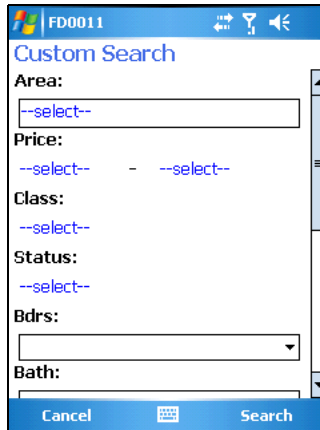 FD0011
Custom Search
Area:
--select--
Price:
--select-- - --select--
Class:
--select--
Status:
--select--
Bdrs:
Bath:
Cancel Search